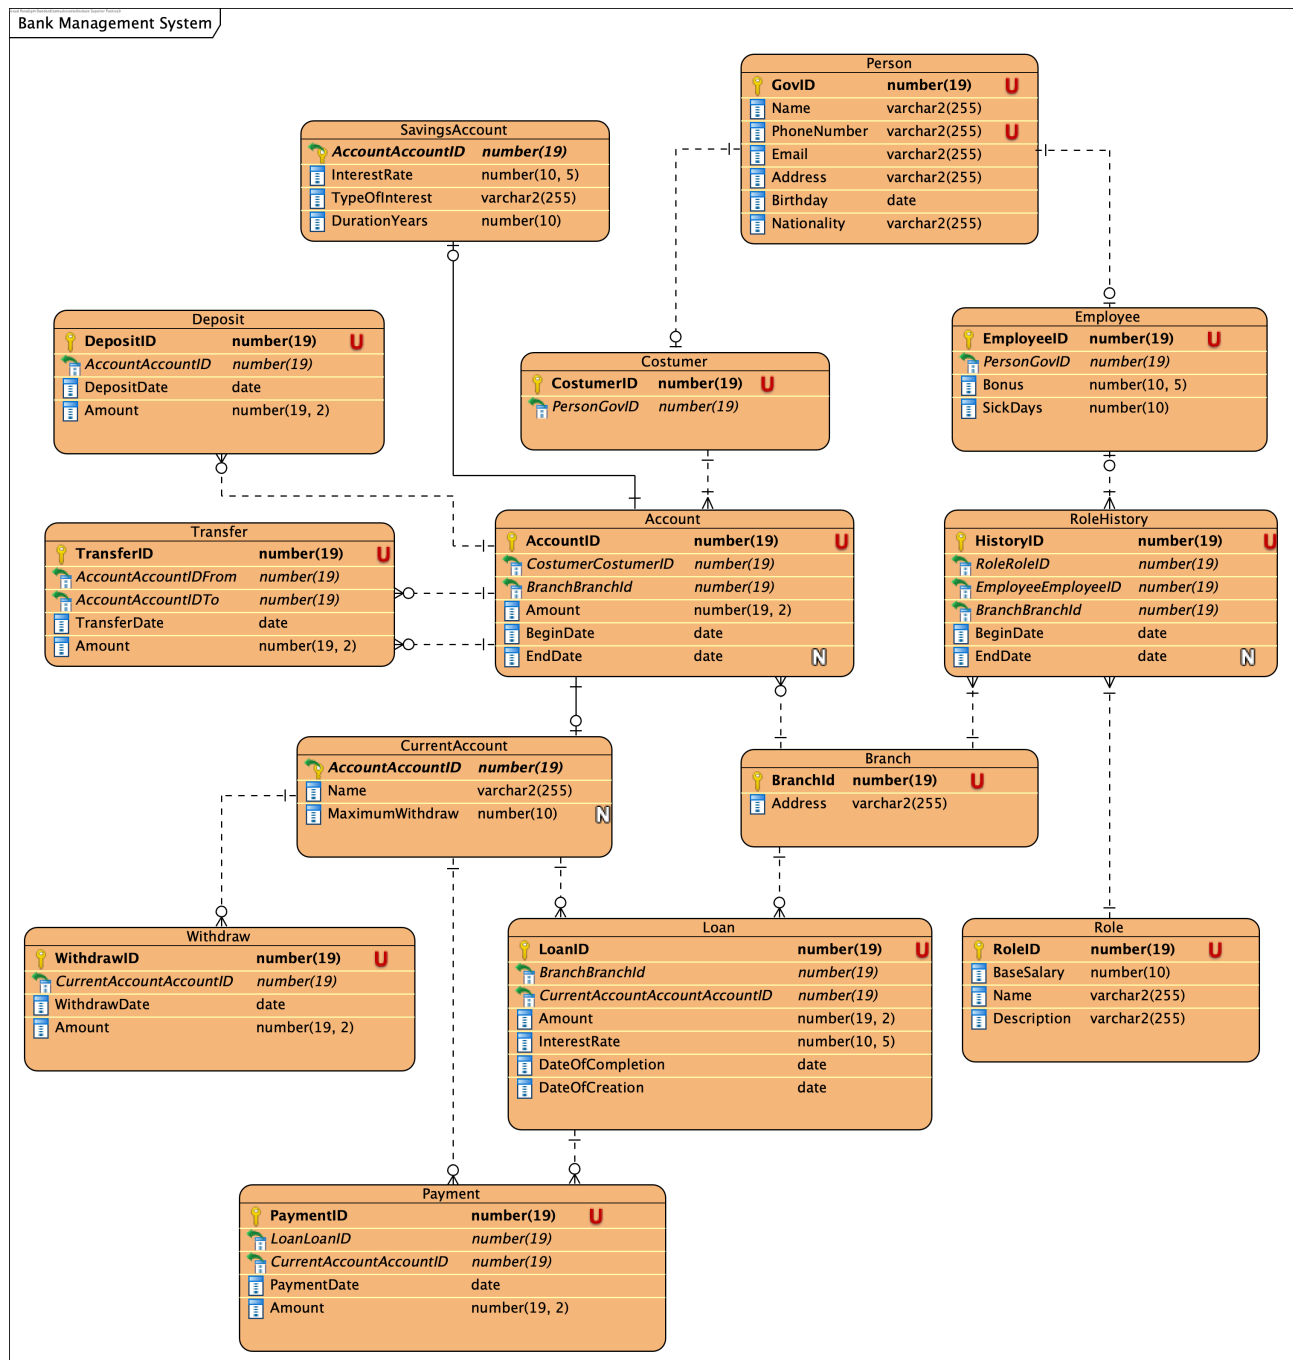 Bank Management System
Person
GovID number(19) U
Name varchar2(255)
PhoneNumber varchar2(255) U
Email varchar2(255)
Address varchar2(255)
Birthday date
Nationality varchar2(255)
SavingsAccount
AccountAccountID number(19)
InterestRate number(10, 5)
TypeOfInterest varchar2(255)
DurationYears number(10)
Deposit
DepositID number(19) U
AccountAccountID number(19)
DepositDate date
Amount number(19, 2)
Costumer
CostumerID number(19) U
PersonGovID number(19)
Employee
EmployeeID number(19) U
PersonGovID number(19)
Bonus number(10, 5)
SickDays number(10)
Transfer
TransferID number(19) U
AccountAccountIDFrom number(19)
AccountAccountIDTo number(19)
TransferDate date
Amount number(19, 2)
Account
AccountID number(19) U
CostumerCostumerID number(19)
BranchBranchId number(19)
Amount number(19, 2)
BeginDate date
EndDate date N
RoleHistory
HistoryID number(19) U
RoleRoleID number(19)
EmployeeEmployeeID number(19)
BranchBranchId number(19)
BeginDate date
EndDate date N
CurrentAccount
AccountAccountID number(19)
Name varchar2(255)
MaximumWithdraw number(10) N
Branch
BranchId number(19) U
Address varchar2(255)
Withdraw
WithdrawID number(19) U
CurrentAccountAccountID number(19)
WithdrawDate date
Amount number(19, 2)
Loan
LoanID number(19) U
BranchBranchId number(19)
CurrentAccountAccountAccountID number(19)
Amount number(19, 2)
InterestRate number(10, 5)
DateOfCompletion date
DateOfCreation date
Role
RoleID number(19) U
BaseSalary number(10)
Name varchar2(255)
Description varchar2(255)
Payment
PaymentID number(19) U
LoanLoanID number(19)
CurrentAccountAccountID number(19)
PaymentDate date
Amount number(19, 2)